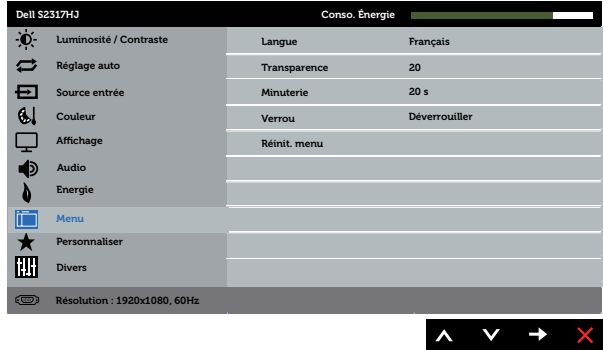 Dell S2317HJ Conso. Énergie
Luminosité / Contraste
Réglage auto
Source entrée
Couleur
Affichage
Audio
Energie
Menu
Personnaliser
Divers
Langue Français
Transparence 20
Minuterie 20 s
Verrou Déverrouiller
Réinit. menu
Résolution : 1920x1080, 60Hz